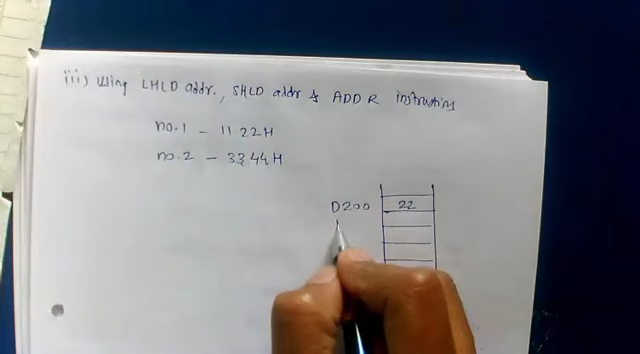 iii) Using LHLD addr., SHLD addr & ADD R instructions
no.1 - 1122H
no.2 - 3344H
D200 22